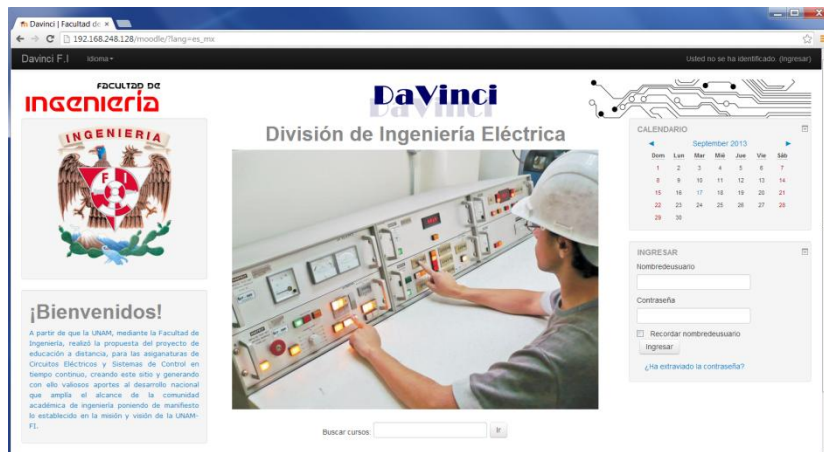 Davinci | Facultad de
192.168.248.128/moodle/?lang=es_mx
Davinci F.I Idioma
Usted no se ha identificado. (Ingresar)
FACULTAD DE
INGENIERÍA
DaVinci
División de Ingeniería Eléctrica
INGENIERIA
F I
¡Bienvenidos!
A partir de que la UNAM, mediante la Facultad de
Ingeniería, realizó la propuesta del proyecto de
educación a distancia, para las asignaturas de
Circuitos Eléctricos y Sistemas de Control en
tiempo continuo, creando este sitio y generando
con ello valiosos aportes al desarrollo nacional
que amplía el alcance de la comunidad
académica de ingeniería poniendo de manifiesto
lo establecido en la misión y visión de la UNAM-
FI.
Buscar cursos: Ir
CALENDARIO
◄ September 2013 ►
Dom Lun Mar Mié Jue Vie Sáb
1 2 3 4 5 6 7
8 9 10 11 12 13 14
15 16 17 18 19 20 21
22 23 24 25 26 27 28
29 30
INGRESAR
Nombredeusuario
Contraseña
Recordar nombredeusuario
Ingresar
¿Ha extraviado la contraseña?